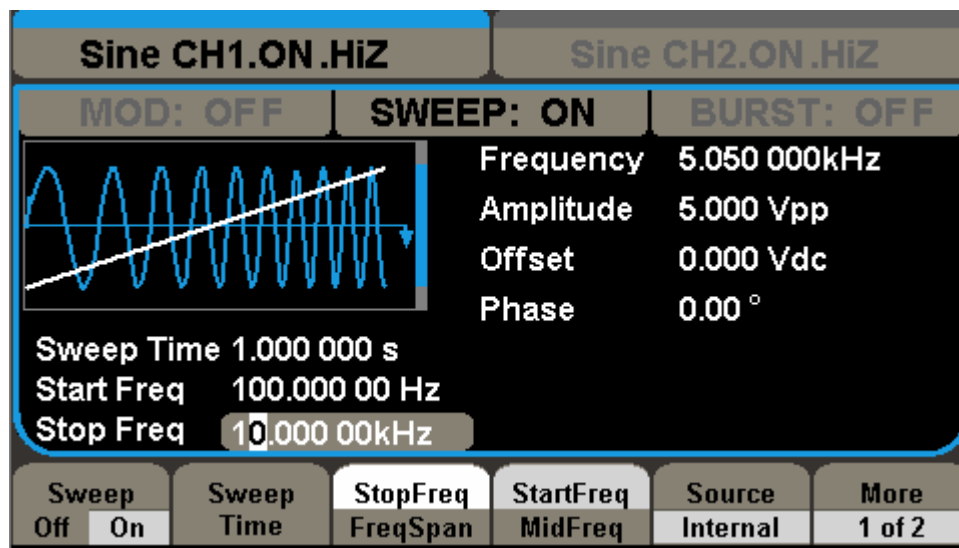 Sine CH1.ON.HiZ
Sine CH2.ON.HiZ
MOD: OFF
SWEEP: ON
BURST: OFF
Frequency 5.050 000kHz
Amplitude 5.000 Vpp
Offset 0.000 Vdc
Phase 0.00 °
Sweep Time 1.000 000 s
Start Freq 100.000 00 Hz
Stop Freq 10.000 00kHz
Sweep
Off On
Sweep
Time
StopFreq
FreqSpan
StartFreq
MidFreq
Source
Internal
More
1 of 2